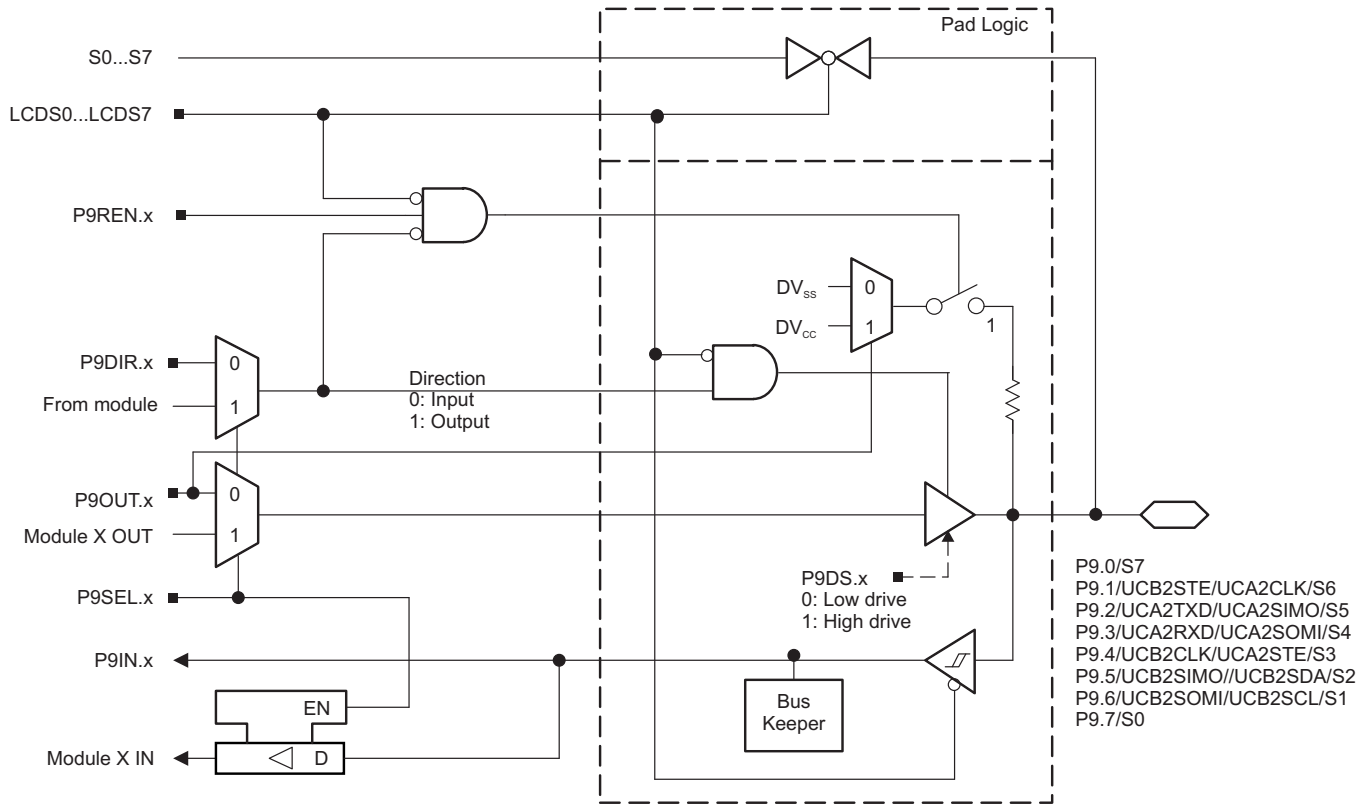 Pad Logic
S0...S7
LCDS0...LCDS7
P9REN.x
DVSS
0
DVCC
1
1
P9DIR.x
0
From module
1
Direction
0: Input
1: Output
P9OUT.x
0
Module X OUT
1
P9SEL.x
P9DS.x
0: Low drive
1: High drive
P9IN.x
Bus
Keeper
EN
Module X IN
D
P9.0/S7
P9.1/UCB2STE/UCA2CLK/S6
P9.2/UCA2TXD/UCA2SIMO/S5
P9.3/UCA2RXD/UCA2SOMI/S4
P9.4/UCB2CLK/UCA2STE/S3
P9.5/UCB2SIMO//UCB2SDA/S2
P9.6/UCB2SOMI/UCB2SCL/S1
P9.7/S0